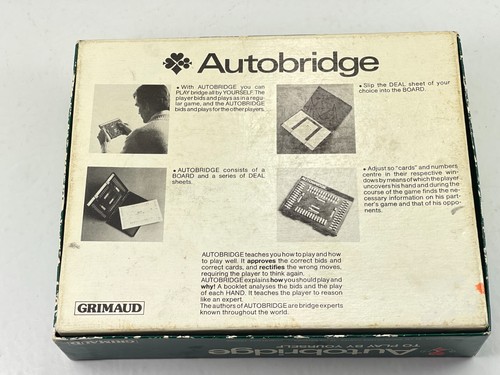 Autobridge
• With AUTOBRIDGE you can
PLAY bridge all by YOURSELF. The
player bids and plays as in a regu-
lar game, and the AUTOBRIDGE
bids and plays for the other players.
• Slip the DEAL sheet of your
choice into the BOARD.
• AUTOBRIDGE consists of a
BOARD and a series of DEAL
sheets.
• Adjust so "cards" and numbers
centre in their respective win-
dows by means of which the player
uncovers his hand and during the
course of the game finds the ne-
cessary information on his part-
ner's game and that of his oppo-
nents.
AUTOBRIDGE teaches you how to play and how
to play well. It approves the correct bids and
correct cards, and rectifies the wrong moves,
requiring the player to think again.
AUTOBRIDGE explains how you should play and
why! A booklet analyses the bids and the play
of each HAND. It teaches the player to reason
like an expert.
The authors of AUTOBRIDGE are bridge experts
known throughout the world.
GRIMAUD
GRIMAUD
Autobridge
TO PLAY BY YOURSELF